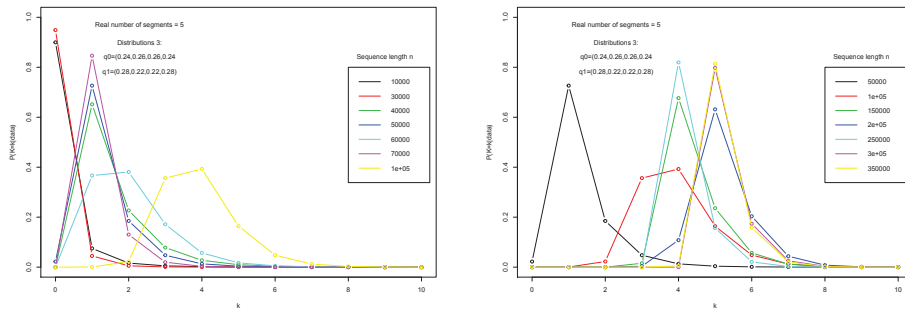 Real number of segments = 5
Distributions 3:
q0=(0.24,0.26,0.26,0.24
q1=(0.28,0.22,0.22,0.28)
Sequence length n
10000
30000
40000
50000
60000
70000
1e+05
P(K=k|data)
0.0
0.2
0.4
0.6
0.8
1.0
0
2
4
6
8
10
k
Real number of segments = 5
Distributions 3:
q0=(0.24,0.26,0.26,0.24
q1=(0.28,0.22,0.22,0.28)
Sequence length n
50000
1e+05
150000
2e+05
250000
3e+05
350000
P(K=k|data)
0.0
0.2
0.4
0.6
0.8
1.0
0
2
4
6
8
10
k